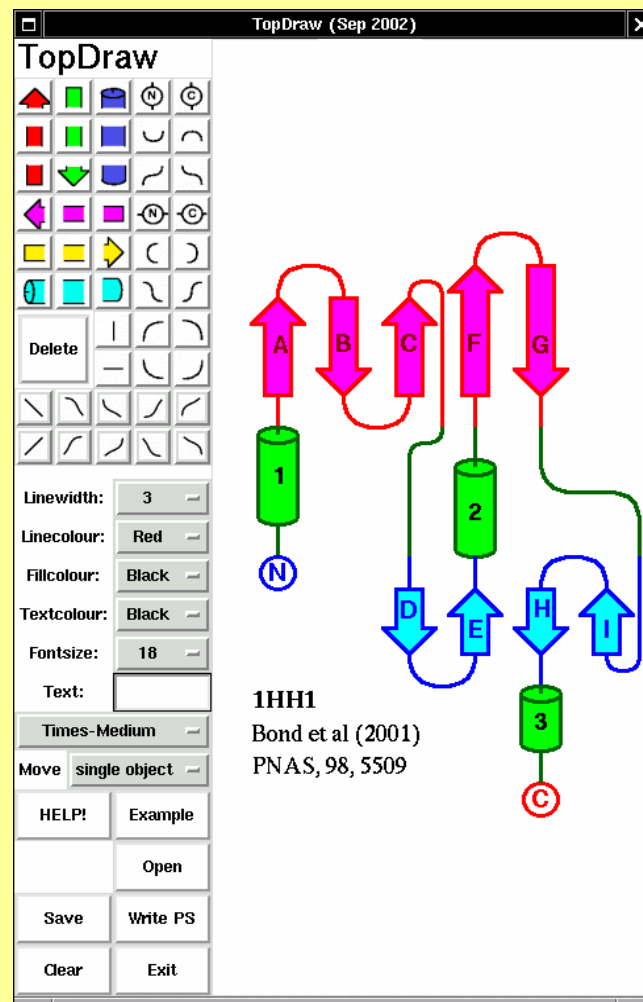 TopDraw (Sep 2002)
TopDraw
N
C
N
C
Delete
Linewidth: 3
Linecolour: Red
Fillcolour: Black
Textcolour: Black
Fontsize: 18
Text:
Times-Medium
Move single object
HELP! Example
Open
Save Write PS
Clear Exit
A B C F G
1
2
N
D E H I
3
C
1HH1
Bond et al (2001)
PNAS, 98, 5509